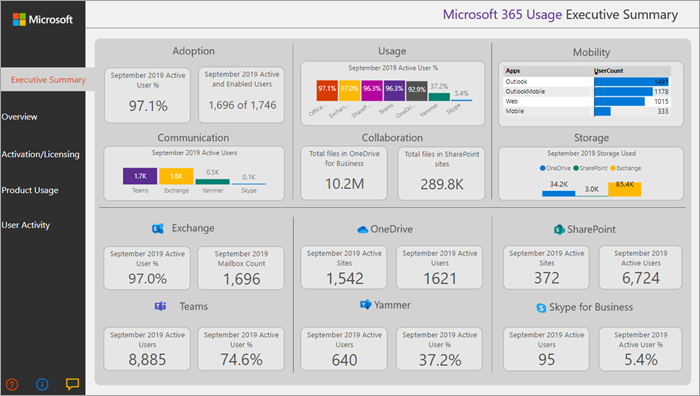 Microsoft
Microsoft 365 Usage Executive Summary
Executive Summary
Overview
Activation/Licensing
Product Usage
User Activity
Adoption
September 2019 Active
User %
97.1%
September 2019 Active
and Enabled Users
1,696 of 1,746
Usage
September 2019 Active User %
97.1% 97.0% 96.3% 96.3% 92.9% 37.2% 5.4%
Office... Exchan... ShareP... Teams OneDri... Yammer Skype
Mobility
Apps UserCount
Outlook 1491
OutlookMobile 1178
Web 1015
Mobile 333
Communication
September 2019 Active Users
1.7K 1.6K 0.5K 0.1K
Teams Exchange Yammer Skype
Collaboration
Total files in OneDrive
for Business
10.2M
Total files in SharePoint
sites
289.8K
Storage
September 2019 Storage Used
OneDrive SharePoint Exchange
34.2K 3.0K 85.4K
Exchange
September 2019 Active
User %
97.0%
September 2019
Mailbox Count
1,696
OneDrive
September 2019 Active
Sites
1,542
September 2019 Active
Users
1621
SharePoint
September 2019 Active
Sites
372
September 2019 Active
Users
6,724
Teams
September 2019 Active
Users
8,885
September 2019 Active
User %
74.6%
Yammer
September 2019 Active
Users
640
September 2019 Active
User %
37.2%
Skype for Business
September 2019 Active
Users
95
September 2019 Active
User %
5.4%